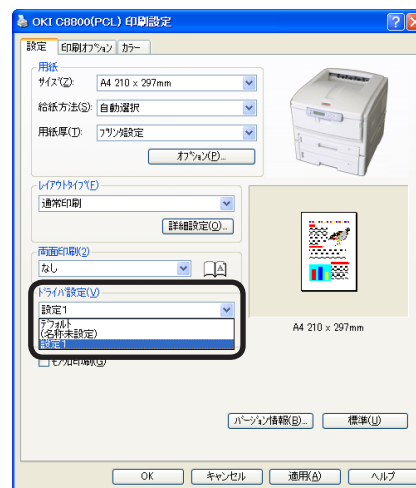 OKI C8800(PCL) 印刷設定
設定 印刷ｵﾌﾟｼｮﾝ ｶﾗｰ
用紙
ｻｲｽﾞ(Z): A4 210 x 297mm
給紙方法(S): 自動選択
用紙厚(T): ﾌﾟﾘﾝﾀ設定
ｵﾌﾟｼｮﾝ(P)...
ﾚｲｱｳﾄﾀｲﾌﾟ(E)
通常印刷
詳細設定(O)...
両面印刷(2)
なし
ﾄﾞﾗｲﾊﾞ設定(V)
設定1
ﾃﾞﾌｫﾙﾄ
(名称未設定)
設定1
A4 210 x 297mm
ﾓﾉｸﾛ印刷(G)
ﾊﾞｰｼﾞｮﾝ情報(B)... 標準(U)
OK ｷｬﾝｾﾙ 適用(A) ﾍﾙﾌﾟ